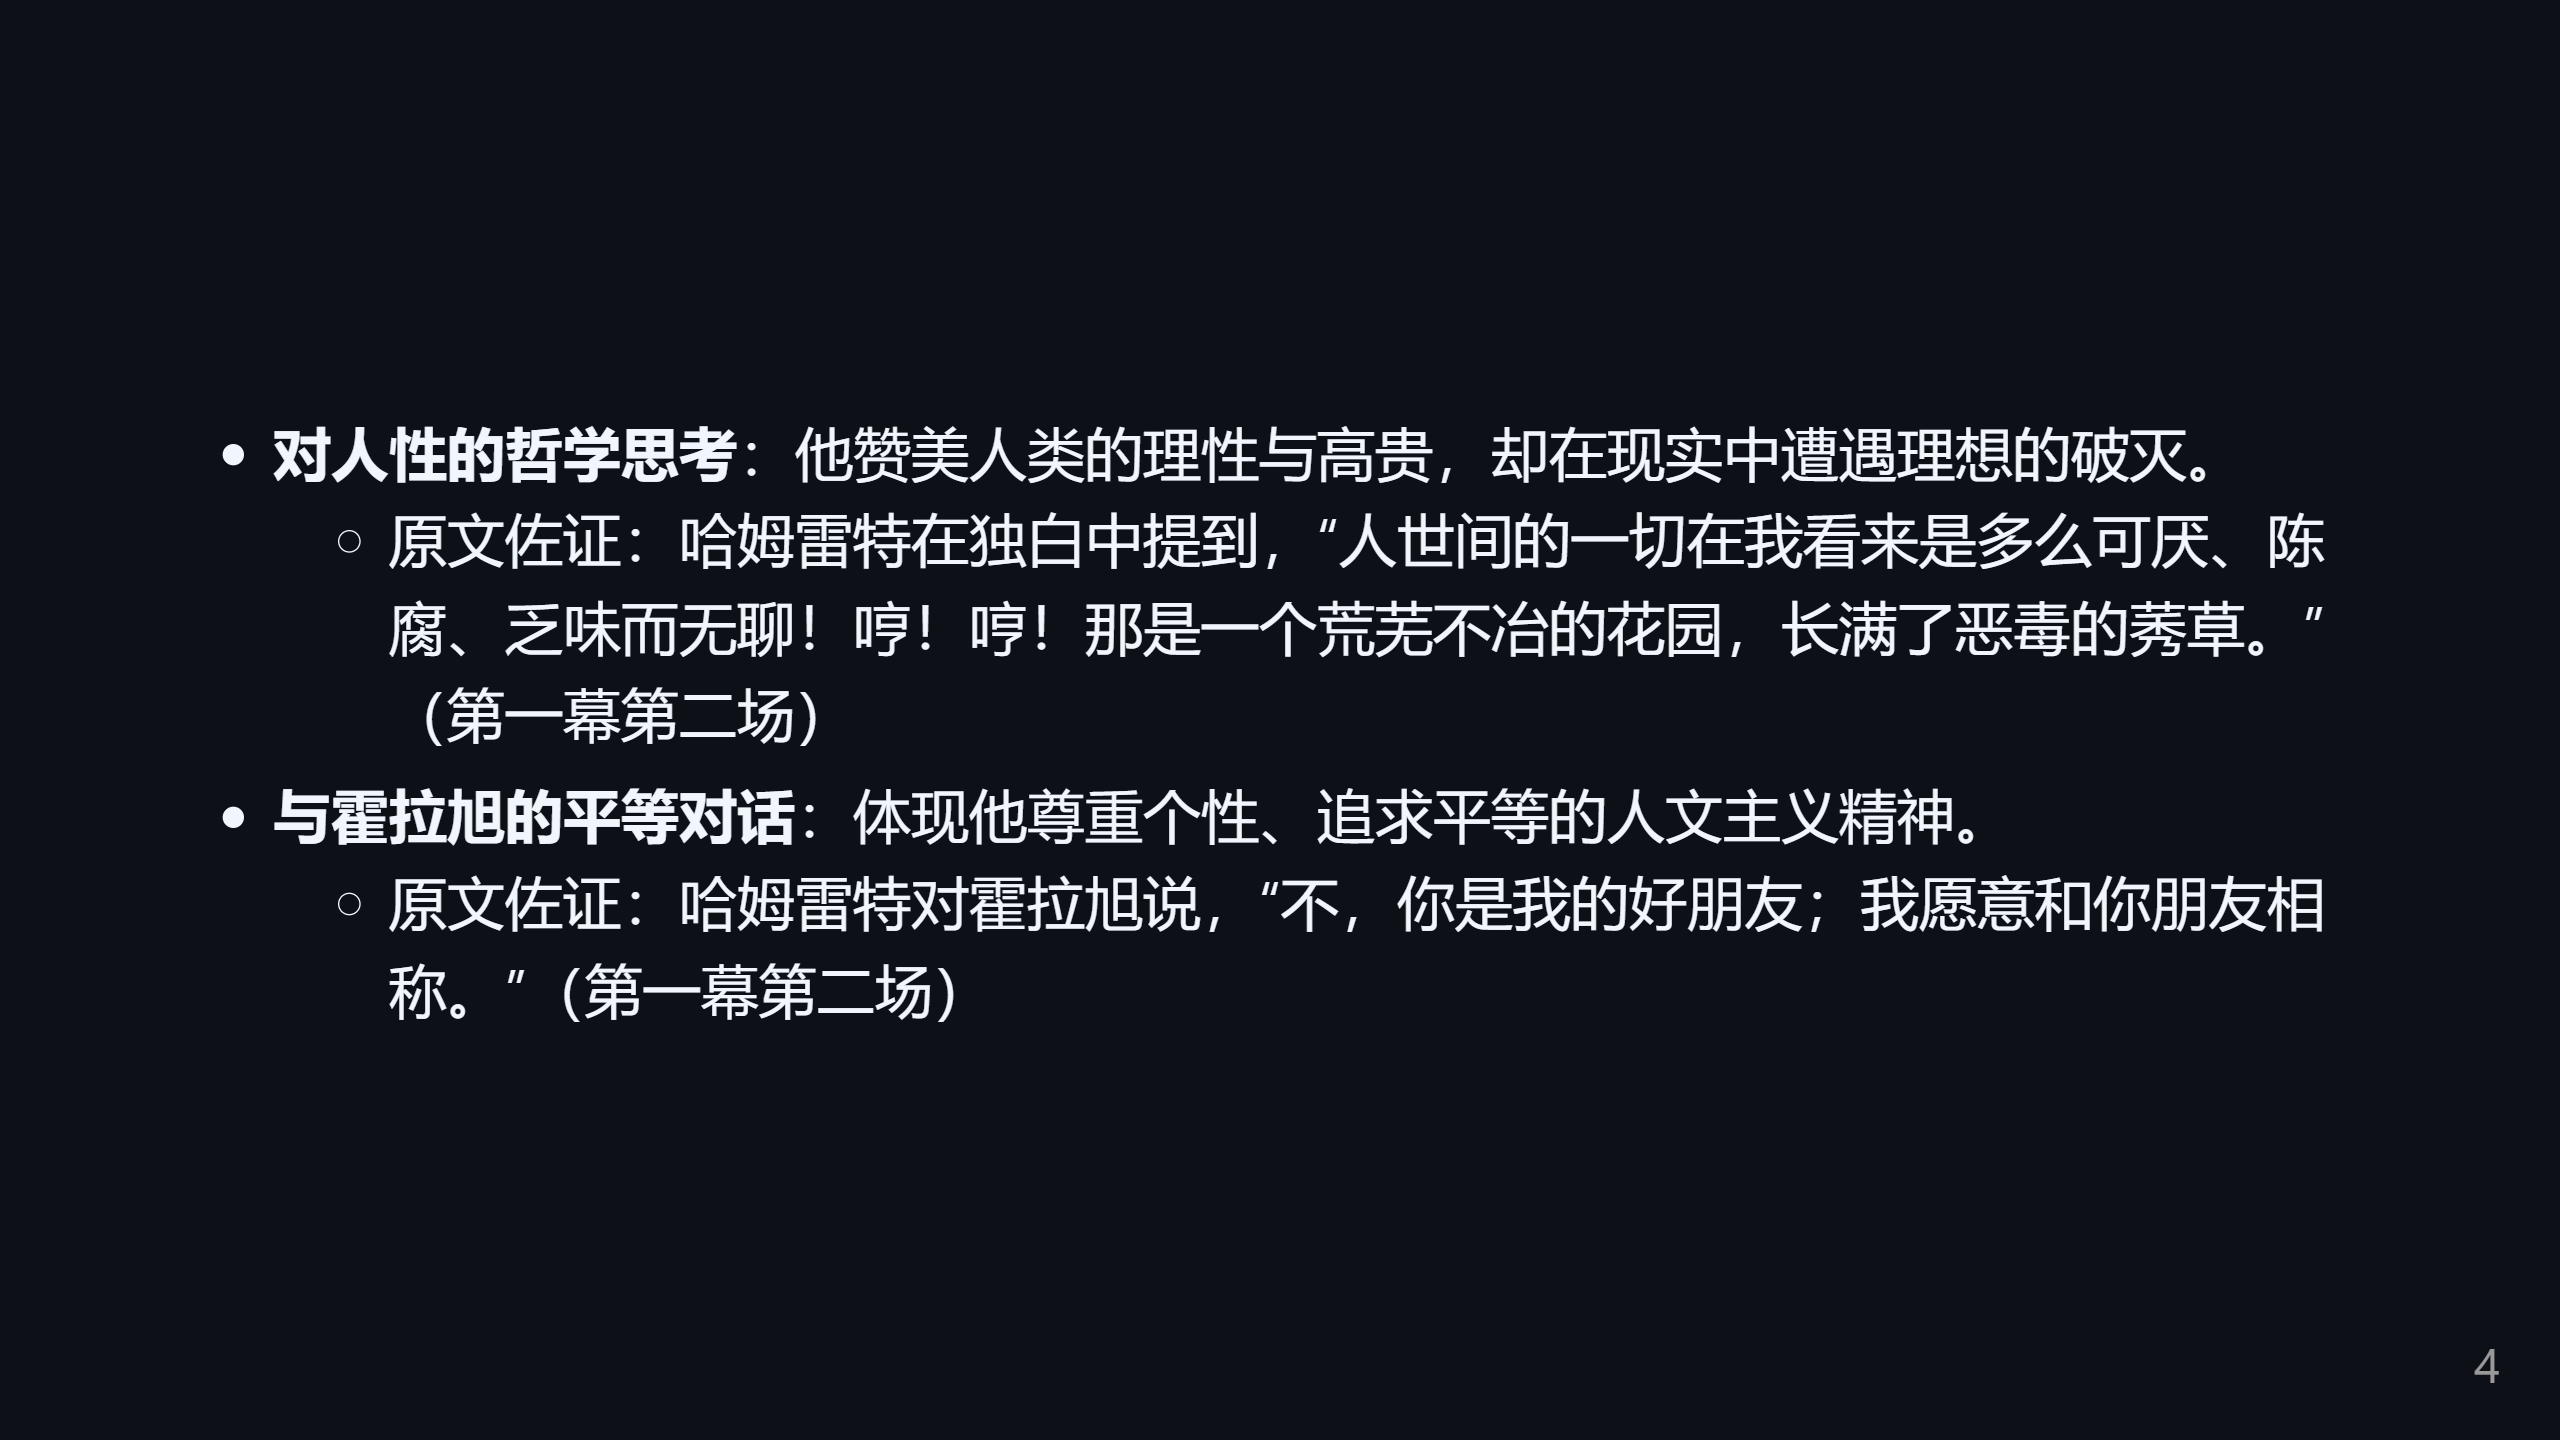 对人性的哲学思考：他赞美人类的理性与高贵，却在现实中遭遇理想的破灭。
原文佐证：哈姆雷特在独白中提到，“人世间的一切在我看来是多么可厌、陈
腐、乏味而无聊！哼！哼！那是一个荒芜不冶的花园，长满了恶毒的莠草。”
（第一幕第二场）
与霍拉旭的平等对话：体现他尊重个性、追求平等的人文主义精神。
原文佐证：哈姆雷特对霍拉旭说，“不，你是我的好朋友；我愿意和你朋友相
称。”（第一幕第二场）
4